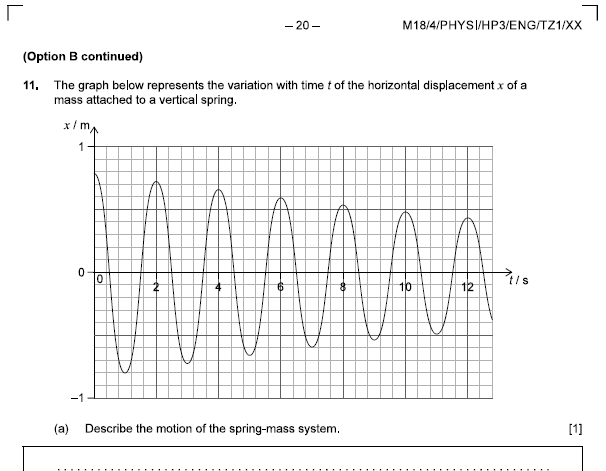 – 20 –
M18/4/PHYSI/HP3/ENG/TZ1/XX
(Option B continued)
11. The graph below represents the variation with time t of the horizontal displacement x of a
mass attached to a vertical spring.
x / m
1
0
–1
0 2 4 6 8 10 12
t / s
(a) Describe the motion of the spring-mass system. [1]